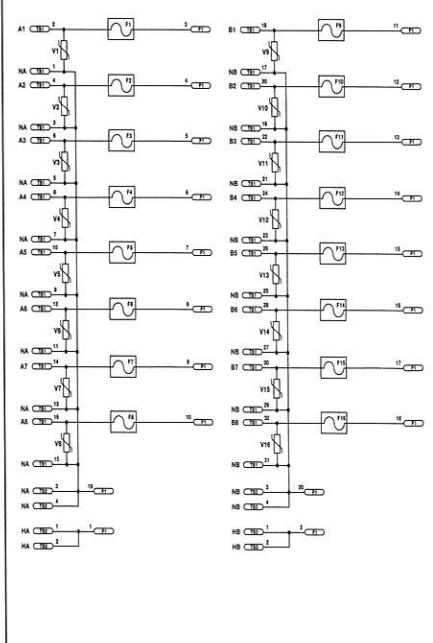 A1 TB1 2 F1 3 P1
V1
NA TB1 1
A2 TB1 4 F2 4 P1
V2
NA TB1 3
A3 TB1 6 F3 5 P1
V3
NA TB1 5
A4 TB1 8 F4 6 P1
V4
NA TB1 7
A5 TB1 10 F5 7 P1
V5
NA TB1 9
A6 TB1 12 F6 8 P1
V6
NA TB1 11
A7 TB1 14 F7 9 P1
V7
NA TB1 13
A8 TB1 16 F8 10 P1
V8
NA TB1 15
NA 3 19 P1
NA 4
HA 1 1 P1
HA 2
B1 TB1 18 F9 11 P1
V9
NB TB1 17
B2 TB1 20 F10 12 P1
V10
NB TB1 19
B3 TB1 22 F11 13 P1
V11
NB TB1 21
B4 TB1 24 F12 14 P1
V12
NB TB1 23
B5 TB1 26 F13 15 P1
V13
NB TB1 25
B6 TB1 28 F14 16 P1
V14
NB TB1 27
B7 TB1 30 F15 17 P1
V15
NB TB1 29
B8 TB1 32 F16 18 P1
V16
NB TB1 31
NB 3 20 P1
NB 4
HB 1 2 P1
HB 2